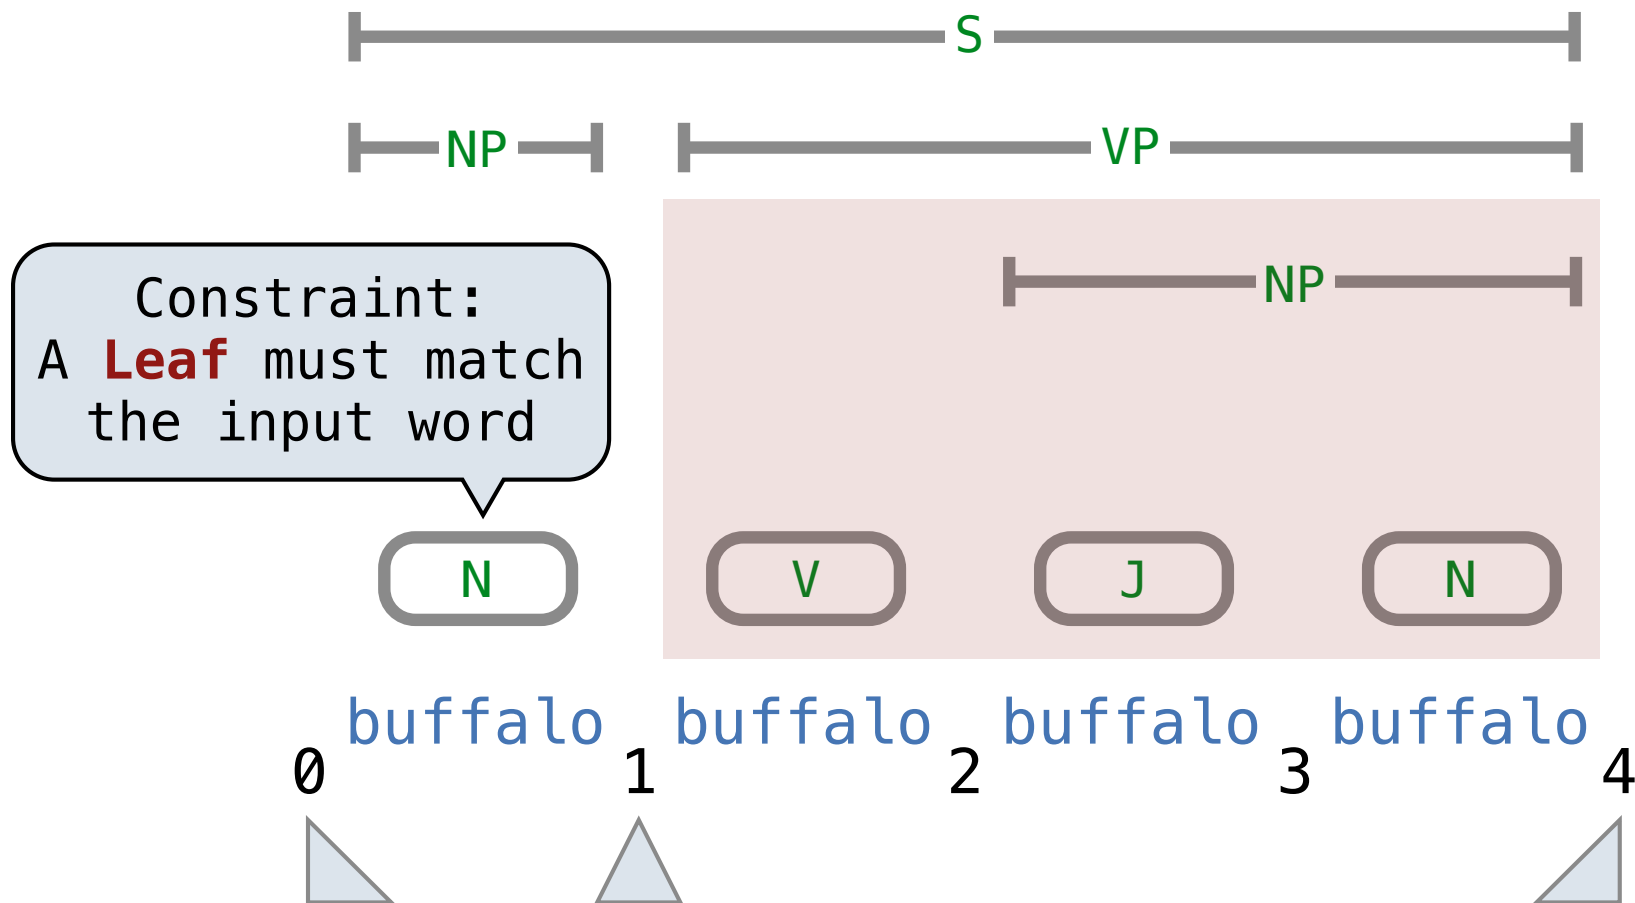 S
NP VP
NP
Constraint:
A Leaf must match
the input word
N V J N
buffalo buffalo buffalo buffalo
0 1 2 3 4